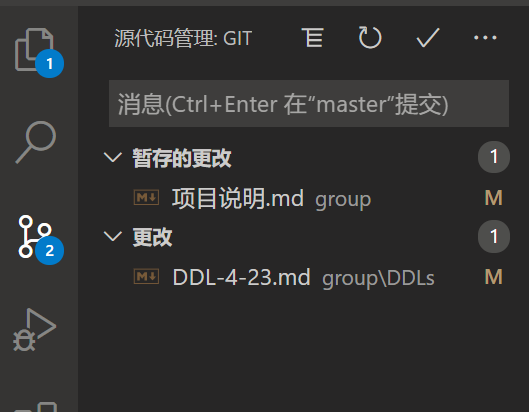 源代码管理: GIT
消息(Ctrl+Enter 在“master”提交)
暂存的更改 1
项目说明.md group M
更改 1
DDL-4-23.md group\DDLs M
1
2